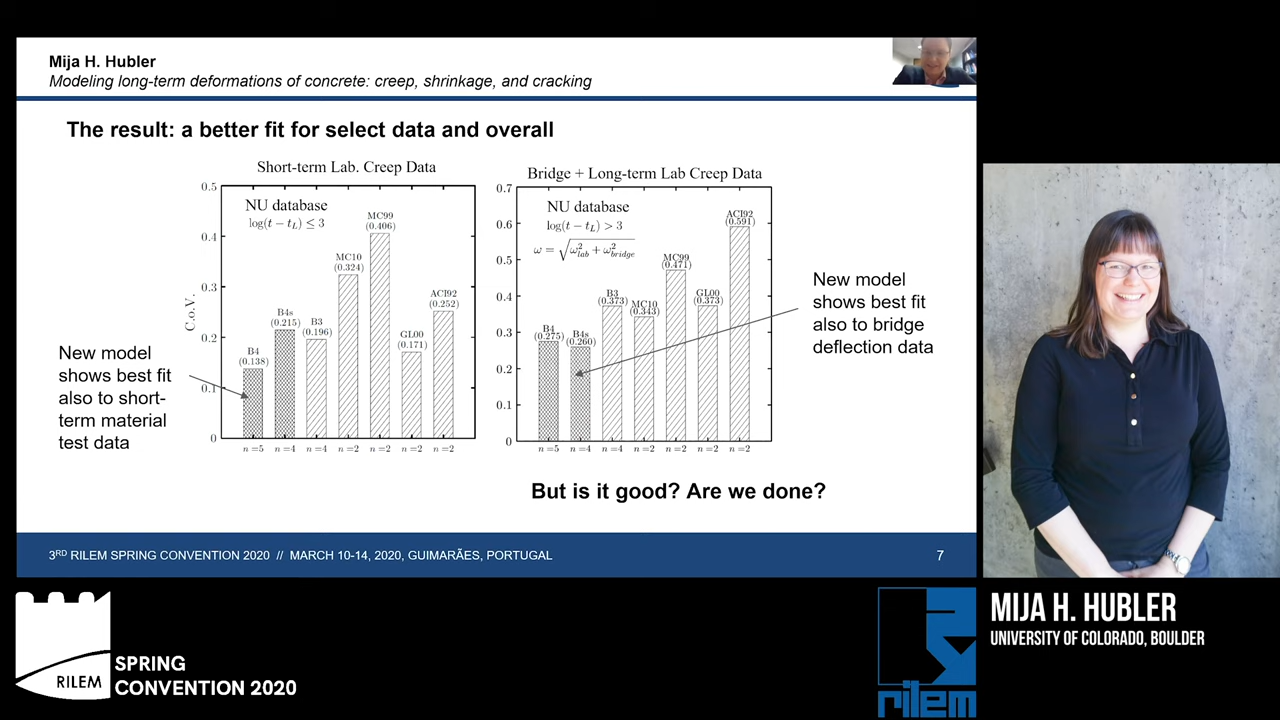 Mija H. Hubler
Modeling long-term deformations of concrete: creep, shrinkage, and cracking
The result: a better fit for select data and overall
Short-term Lab. Creep Data
NU database
log(t − t_L) ≤ 3
C.o.V.
0.5
0.4
0.3
0.2
0.1
0
B4
(0.138)
B4s
(0.215)
B3
(0.196)
MC10
(0.324)
MC99
(0.406)
GL00
(0.171)
ACI92
(0.252)
n =5 n =4 n =4 n =2 n =2 n =2 n =2
New model
shows best fit
also to short-
term material
test data
Bridge + Long-term Lab Creep Data
NU database
log(t − t_L) > 3
ω = √ω²_lab + ω²_bridge
0.7
0.6
0.5
0.4
0.3
0.2
0.1
0
B4
(0.275)
B4s
(0.260)
B3
(0.373)
MC10
(0.343)
MC99
(0.471)
GL00
(0.373)
ACI92
(0.591)
n =5 n =4 n =4 n =2 n =2 n =2 n =2
New model
shows best fit
also to bridge
deflection data
But is it good? Are we done?
3RD RILEM SPRING CONVENTION 2020 // MARCH 10-14, 2020, GUIMARÃES, PORTUGAL
7
RILEM
SPRING
CONVENTION 2020
rilem
MIJA H. HUBLER
UNIVERSITY OF COLORADO, BOULDER